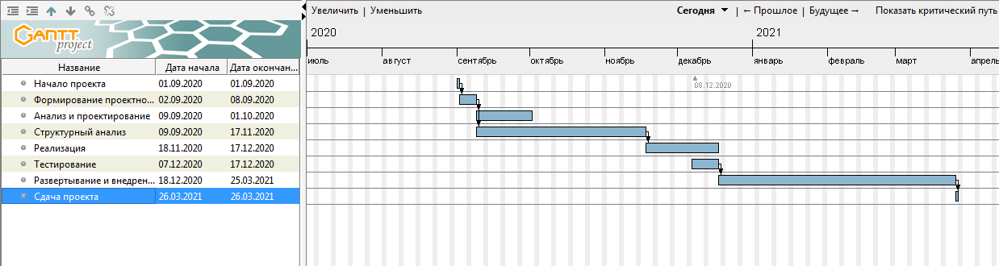 Увеличить | Уменьшить
Сегодня | ← Прошлое | Будущее → Показать критический путь
GANTT
project
2020 2021
июль август сентябрь октябрь ноябрь декабрь январь февраль март апрель
Название Дата начала Дата окончан...
Начало проекта 01.09.2020 01.09.2020
08.12.2020
Формирование проектно... 02.09.2020 08.09.2020
Анализ и проектирование 09.09.2020 01.10.2020
Структурный анализ 09.09.2020 17.11.2020
Реализация 18.11.2020 17.12.2020
Тестирование 07.12.2020 17.12.2020
Развертывание и внедрен... 18.12.2020 25.03.2021
Сдача проекта 26.03.2021 26.03.2021